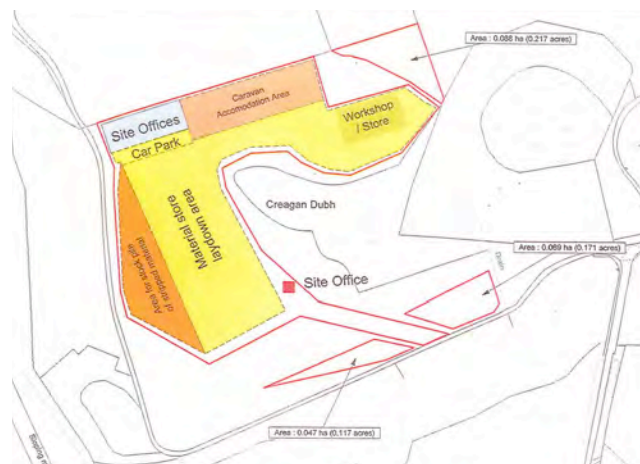 Area : 0.088 ha (0.217 acres)
Caravan
Accomodation Area
Site Offices
Car Park
Workshop
/ Store
Material store
laydown area
Area for stock pile
of stripped material
Creagan Dubh
Area : 0.069 ha (0.171 acres)
Drain
Site Office
Area : 0.047 ha (0.117 acres)